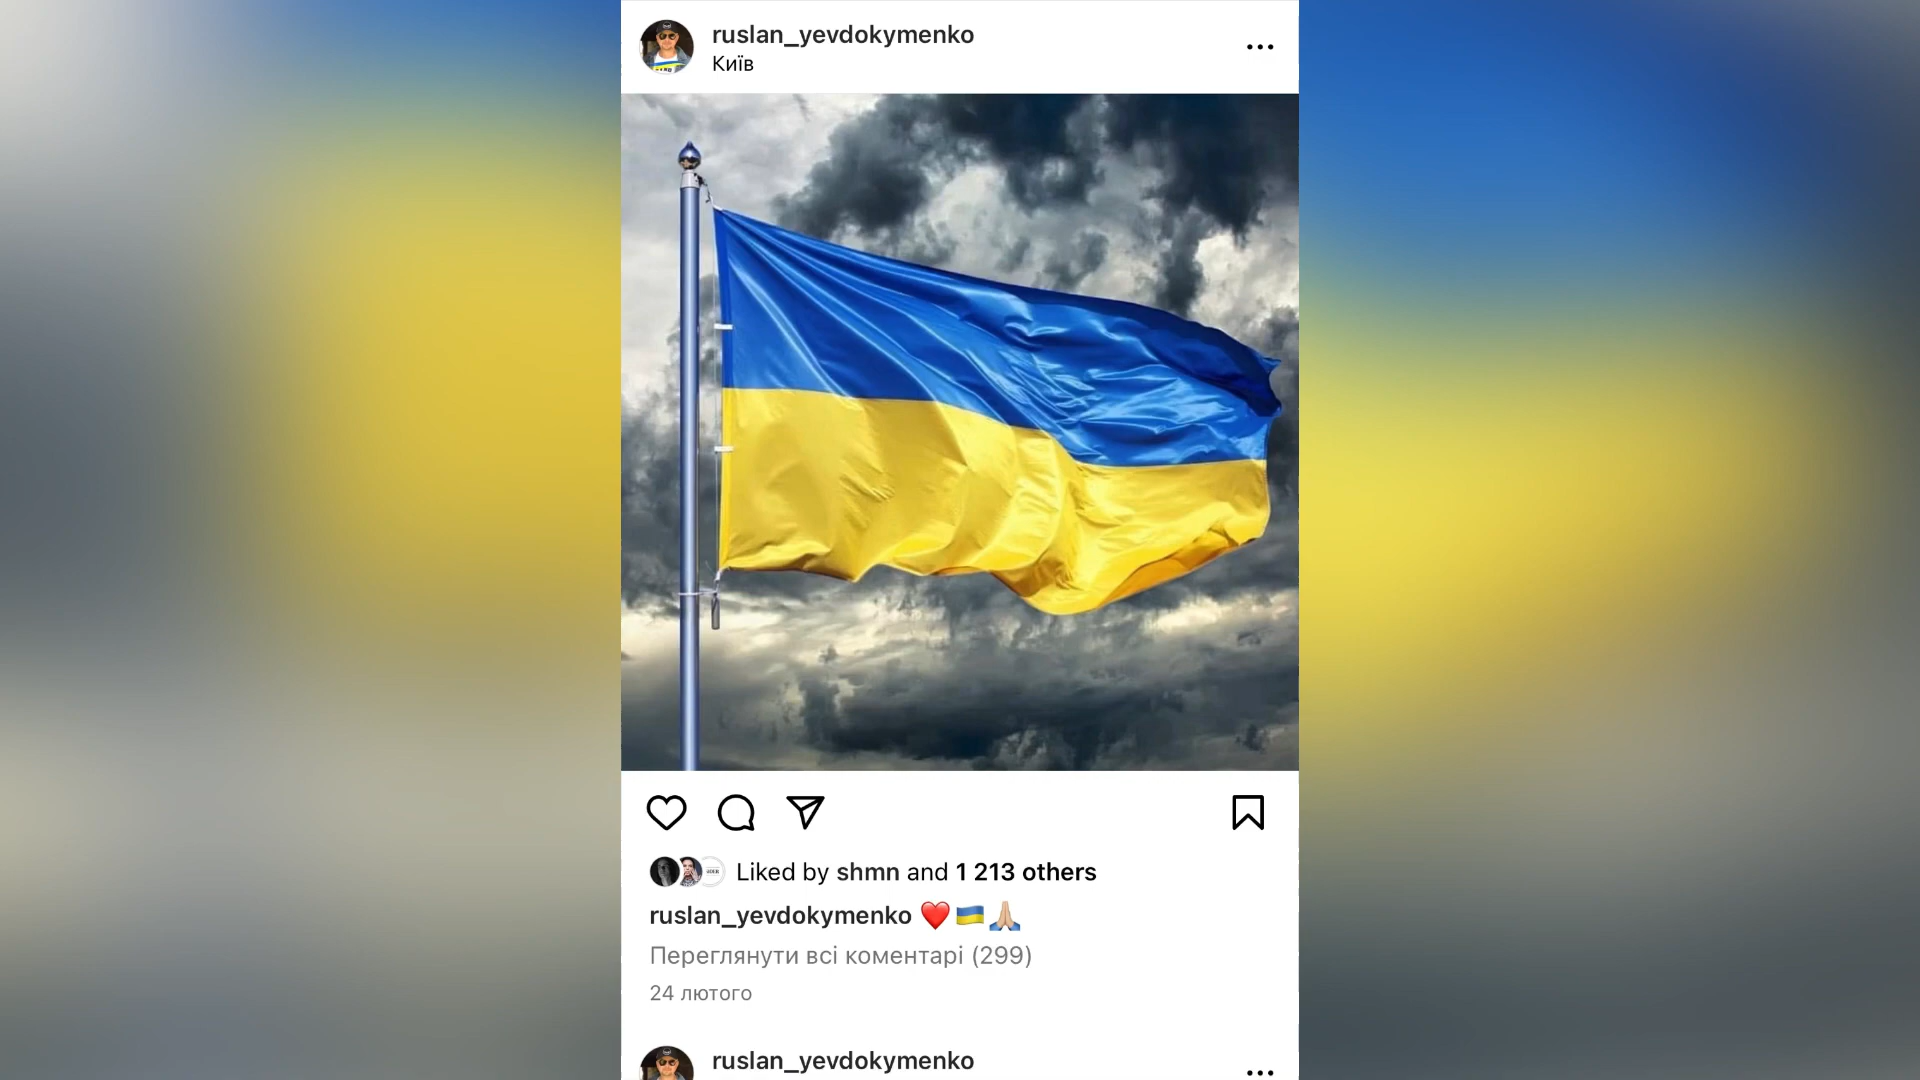 ruslan_yevdokymenko
Київ
Liked by shmn and 1 213 others
ruslan_yevdokymenko ❤️🇺🇦🙏🏼
Переглянути всі коментарі (299)
24 лютого
ruslan_yevdokymenko